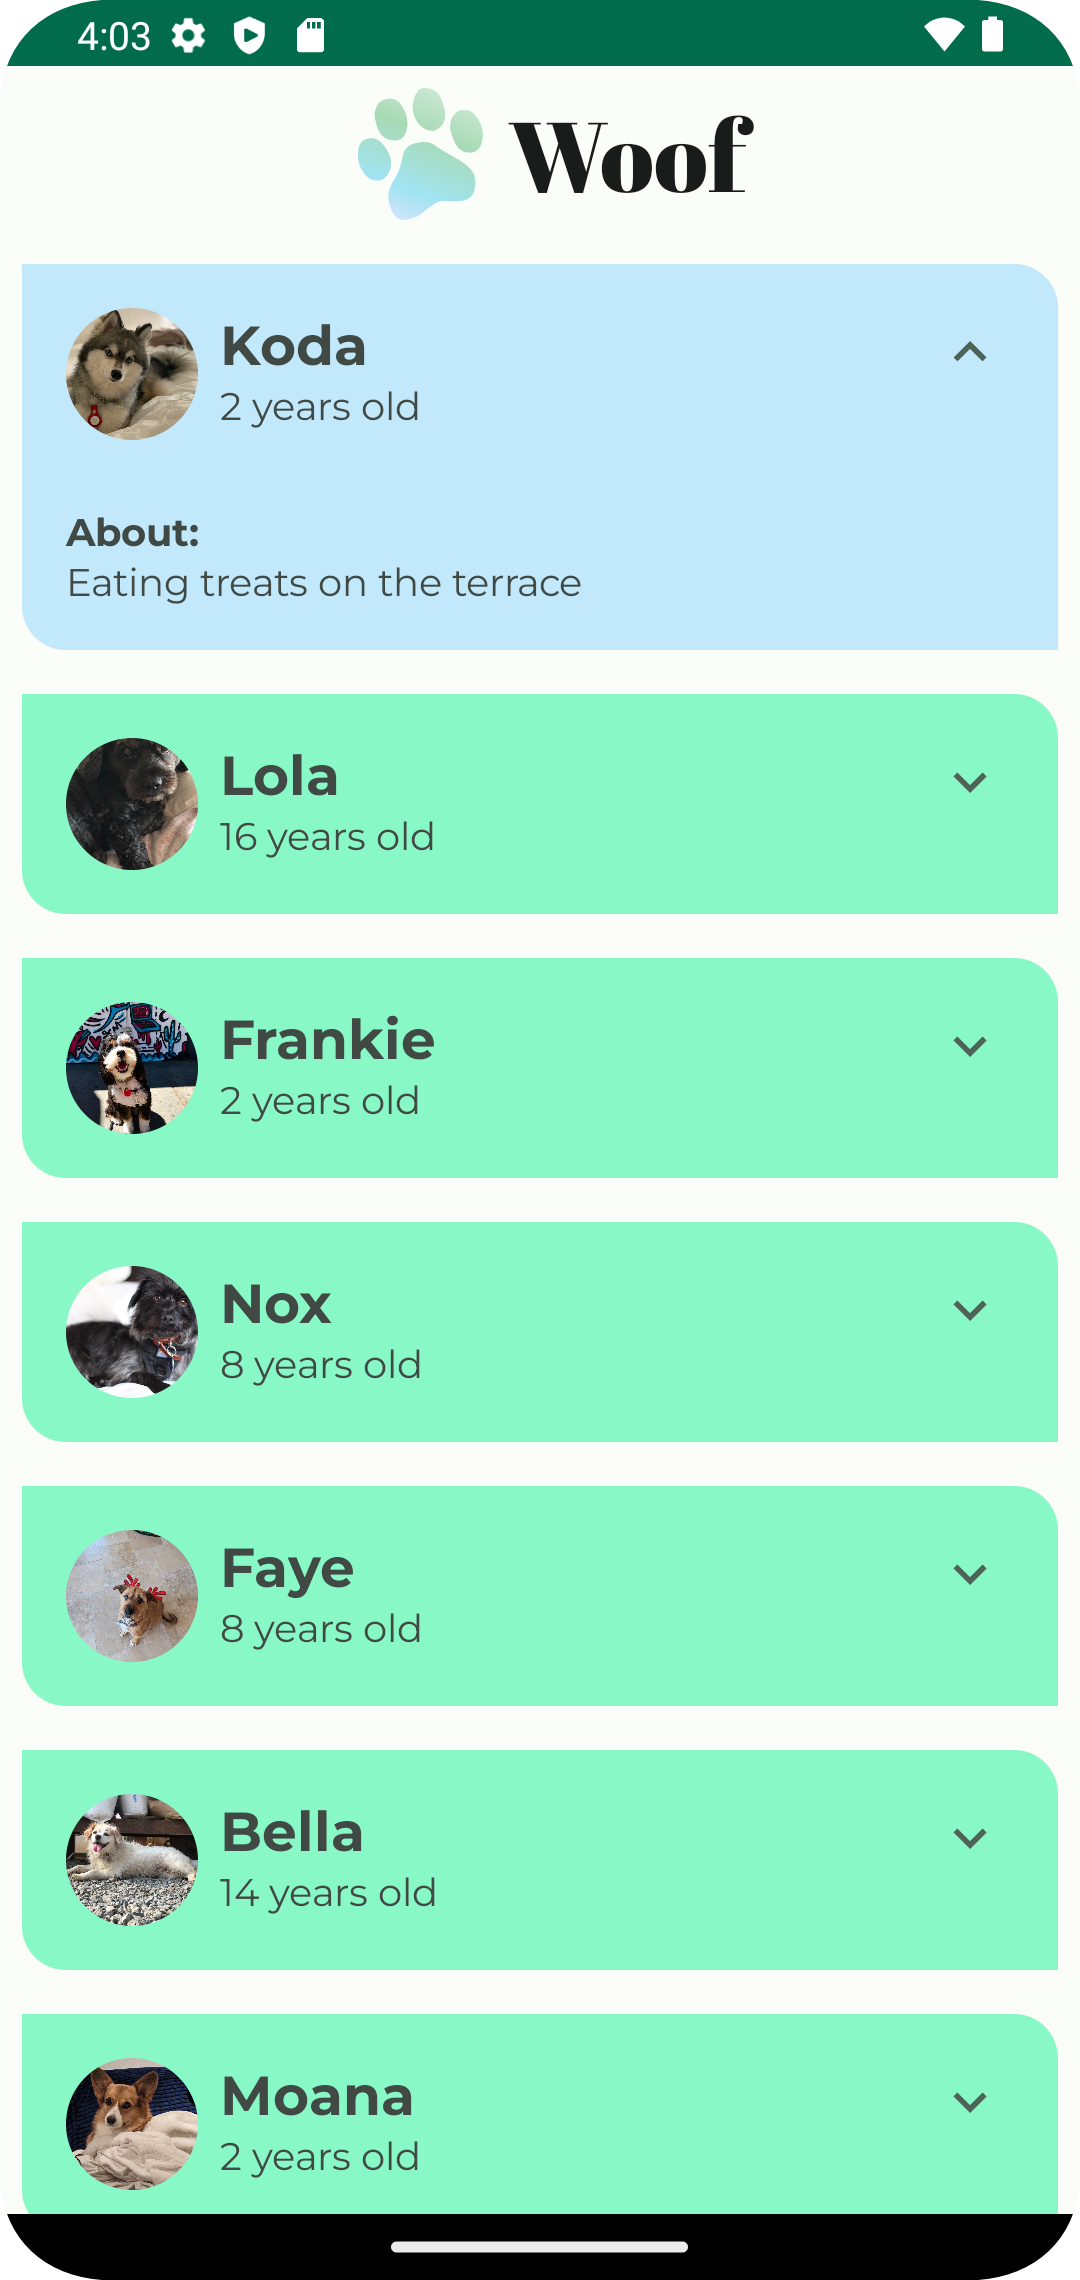 4:03
Woof
Koda
2 years old
About:
Eating treats on the terrace
Lola
16 years old
Frankie
2 years old
Nox
8 years old
Faye
8 years old
Bella
14 years old
Moana
2 years old